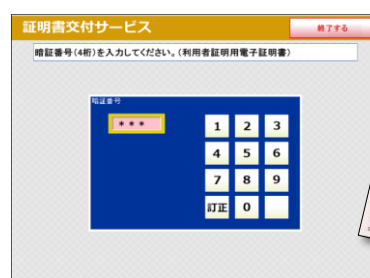 証明書交付サービス
終了する
暗証番号(4桁)を入力してください。(利用者証明用電子証明書)
暗証番号
***
1 2 3
4 5 6
7 8 9
訂正 0